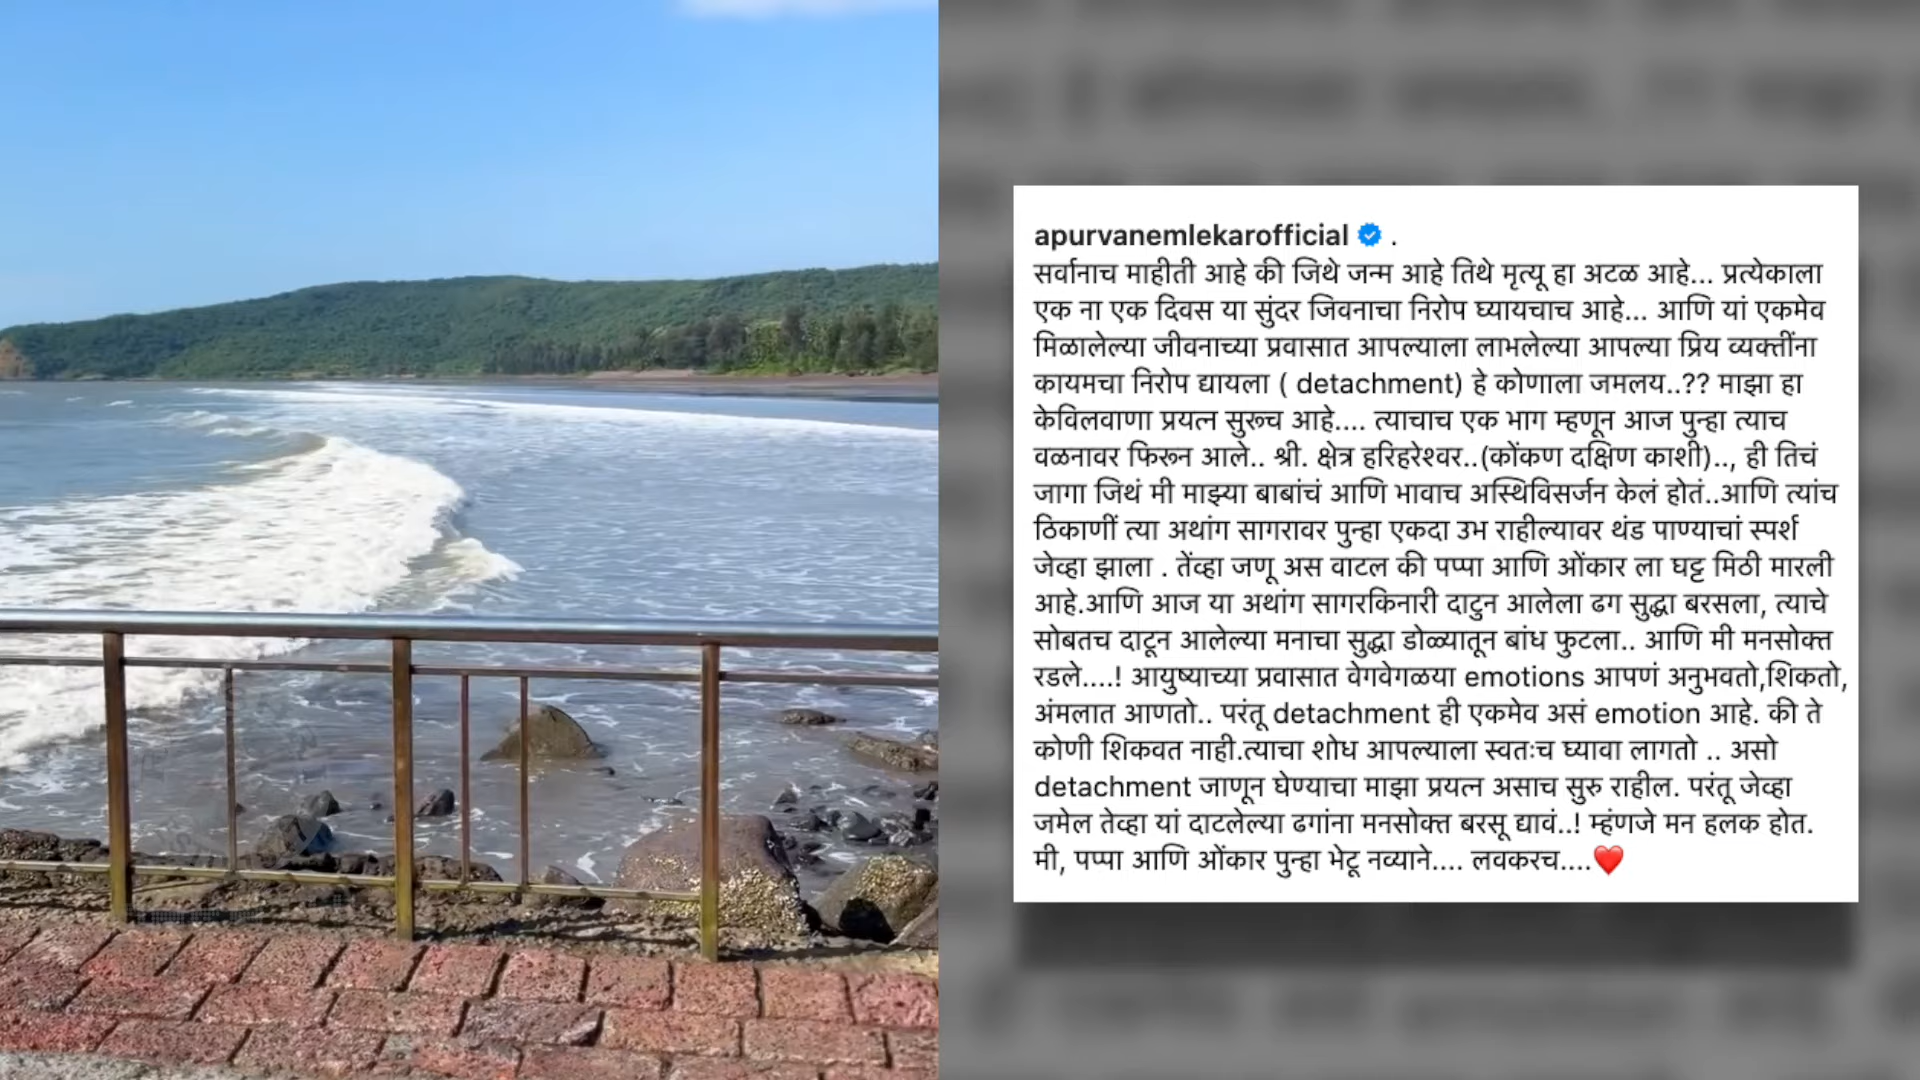 apurvanemlekarofficial .
सर्वानाच माहीती आहे की जिथे जन्म आहे तिथे मृत्यू हा अटळ आहे... प्रत्येकाला
एक ना एक दिवस या सुंदर जिवनाचा निरोप घ्यायचाच आहे... आणि यां एकमेव
मिळालेल्या जीवनाच्या प्रवासात आपल्याला लाभलेल्या आपल्या प्रिय व्यक्तींना
कायमचा निरोप द्यायला ( detachment) हे कोणाला जमलय..?? माझा हा
केविलवाणा प्रयत्न सुरूच आहे.... त्याचाच एक भाग म्हणून आज पुन्हा त्याच
वळनावर फिरून आले.. श्री. क्षेत्र हरिहरेश्वर..(कोंकण दक्षिण काशी).., ही तिचं
जागा जिथं मी माझ्या बाबांचं आणि भावाच अस्थिविसर्जन केलं होतं..आणि त्यांच
ठिकाणीं त्या अथांग सागरावर पुन्हा एकदा उभ राहील्यावर थंड पाण्याचां स्पर्श
जेव्हा झाला . तेंव्हा जणू अस वाटल की पप्पा आणि ओंकार ला घट्ट मिठी मारली
आहे.आणि आज या अथांग सागरकिनारी दाटुन आलेला ढग सुद्धा बरसला, त्याचे
सोबतच दाटून आलेल्या मनाचा सुद्धा डोळ्यातून बांध फुटला.. आणि मी मनसोक्त
रडले....! आयुष्याच्या प्रवासात वेगवेगळया emotions आपणं अनुभवतो,शिकतो,
अंमलात आणतो.. परंतू detachment ही एकमेव असं emotion आहे. की ते
कोणी शिकवत नाही.त्याचा शोध आपल्याला स्वतःच घ्यावा लागतो .. असो
detachment जाणून घेण्याचा माझा प्रयत्न असाच सुरु राहील. परंतू जेव्हा
जमेल तेव्हा यां दाटलेल्या ढगांना मनसोक्त बरसू द्यावं..! म्हंणजे मन हलक होत.
मी, पप्पा आणि ओंकार पुन्हा भेटू नव्याने.... लवकरच....❤️